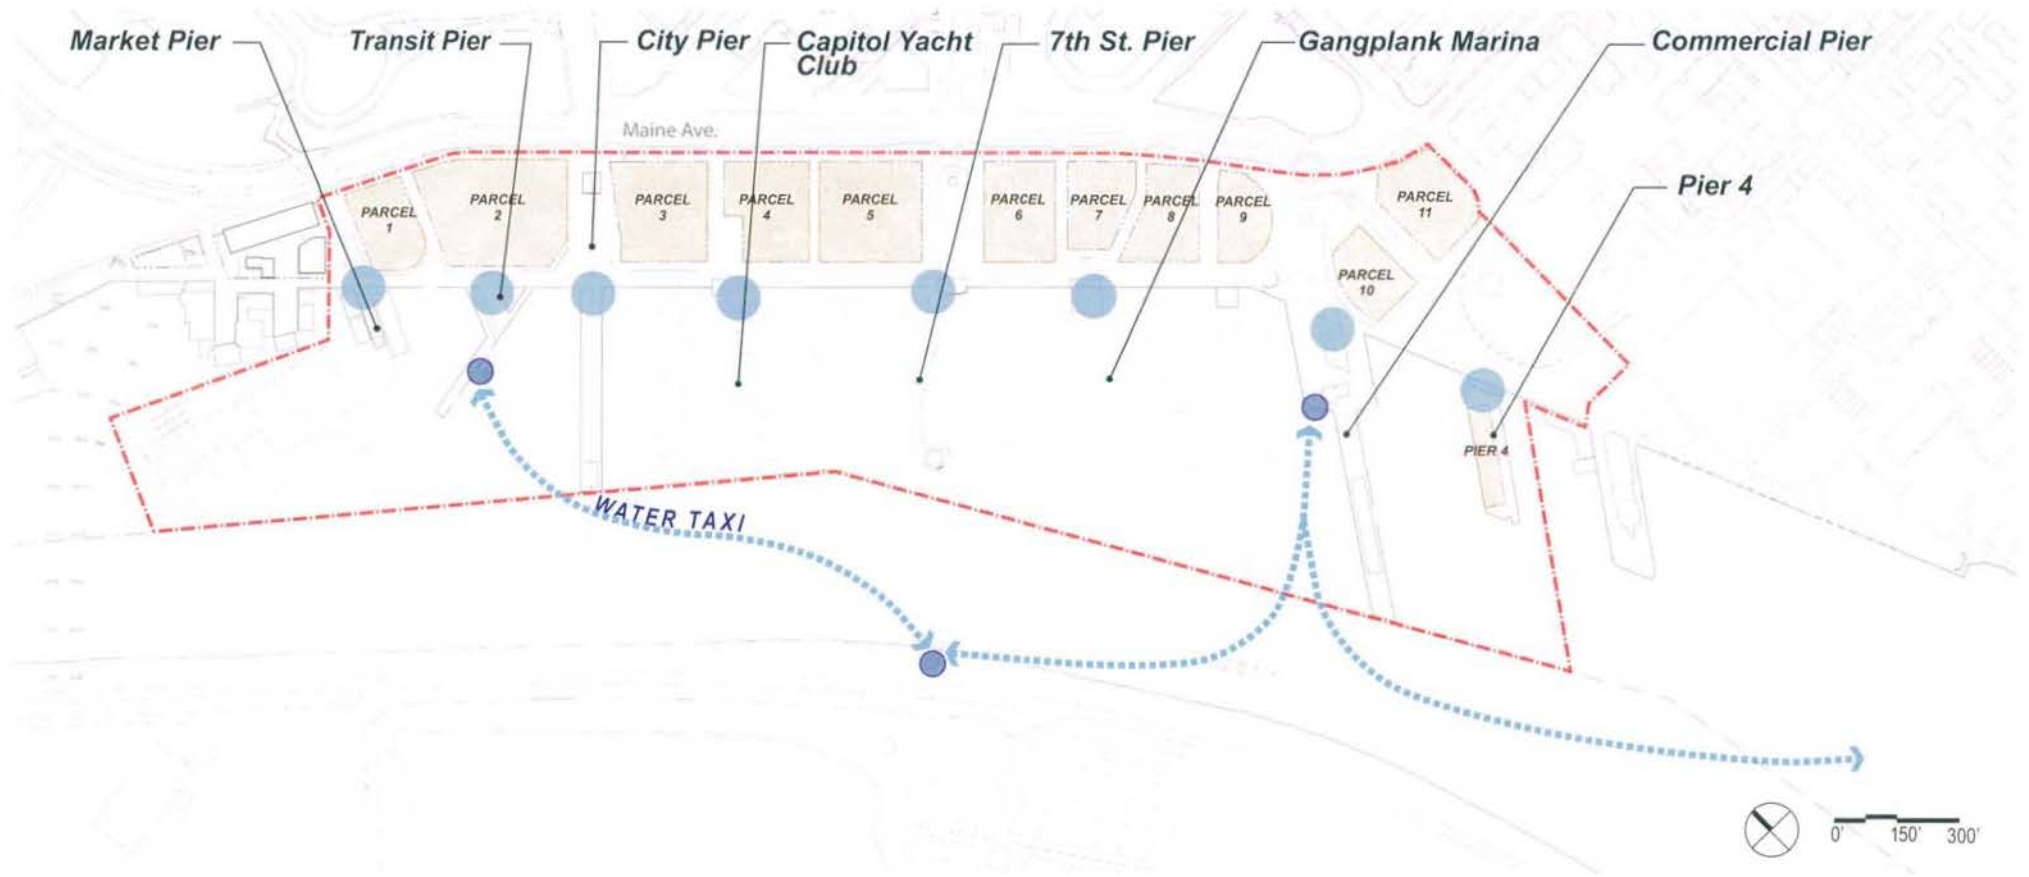 Market Pier
Transit Pier
City Pier
Capitol Yacht
Club
7th St. Pier
Gangplank Marina
Commercial Pier
Maine Ave.
Pier 4
PARCEL
1
PARCEL
2
PARCEL
3
PARCEL
4
PARCEL
5
PARCEL
6
PARCEL
7
PARCEL
8
PARCEL
9
PARCEL
11
PARCEL
10
PIER 4
WATER TAXI
0'
150'
300'